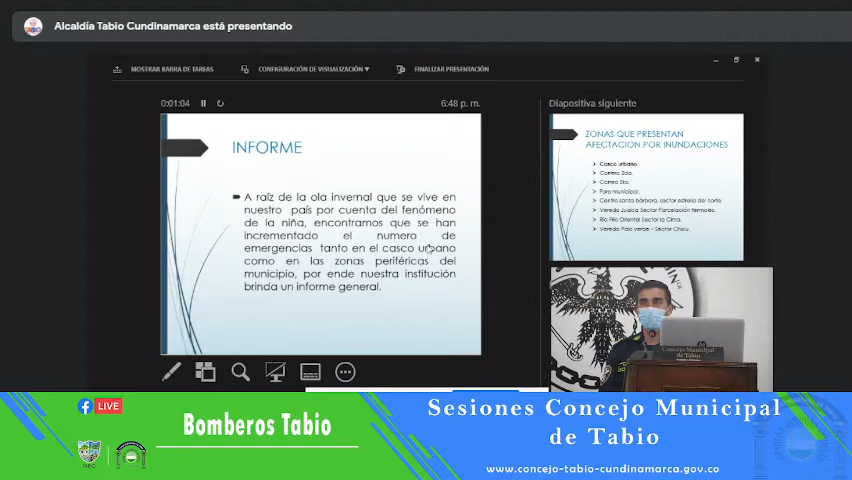 Alcaldía Tabio Cundinamarca está presentando
MOSTRAR BARRA DE TAREAS
CONFIGURACIÓN DE VISUALIZACIÓN ▼
FINALIZAR PRESENTACIÓN
0:01:04
6:48 p. m.
Diapositiva siguiente
INFORME
A raíz de la ola invernal que se vive en
nuestro país por cuenta del fenómeno
de la niña, encontramos que se han
incrementado el numero de
emergencias tanto en el casco urbano
como en las zonas periféricas del
municipio, por ende nuestra institución
brinda un informe general.
ZONAS QUE PRESENTAN
AFECTACION POR INUNDACIONES
Casco urbano
Carrera 2da.
Carrera 5ta.
Foro municipal.
Centro santa bárbara, sector estrella del norte.
Vereda Juaica Sector Parcelación termales.
Rio Frio Oriental Sector la Cima.
Vereda Palo verde - Sector Chicu.
Concejo Municipal
de Tabio
LIVE
Bomberos Tabio
TABIO
Sesiones Concejo Municipal
de Tabio
www.concejo-tabio-cundinamarca.gov.co